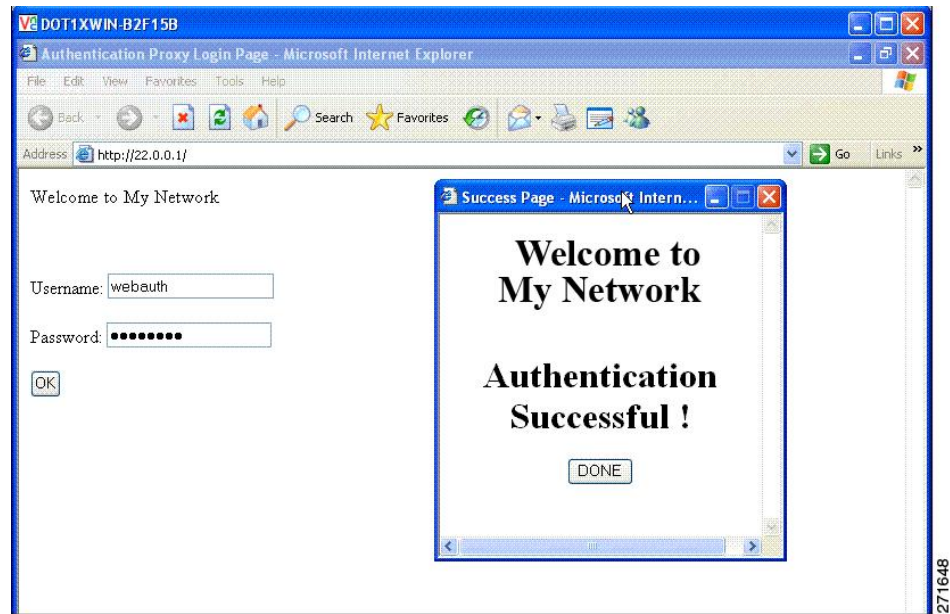 DOT1XWIN-B2F15B
Authentication Proxy Login Page - Microsoft Internet Explorer
File Edit View Favorites Tools Help
Back Search Favorites
Address http://22.0.0.1/ Go Links »
Welcome to My Network
Username: webauth
Password: ••••••••
OK
Success Page - Microsoft Intern...
Welcome to
My Network
Authentication
Successful !
DONE
271648